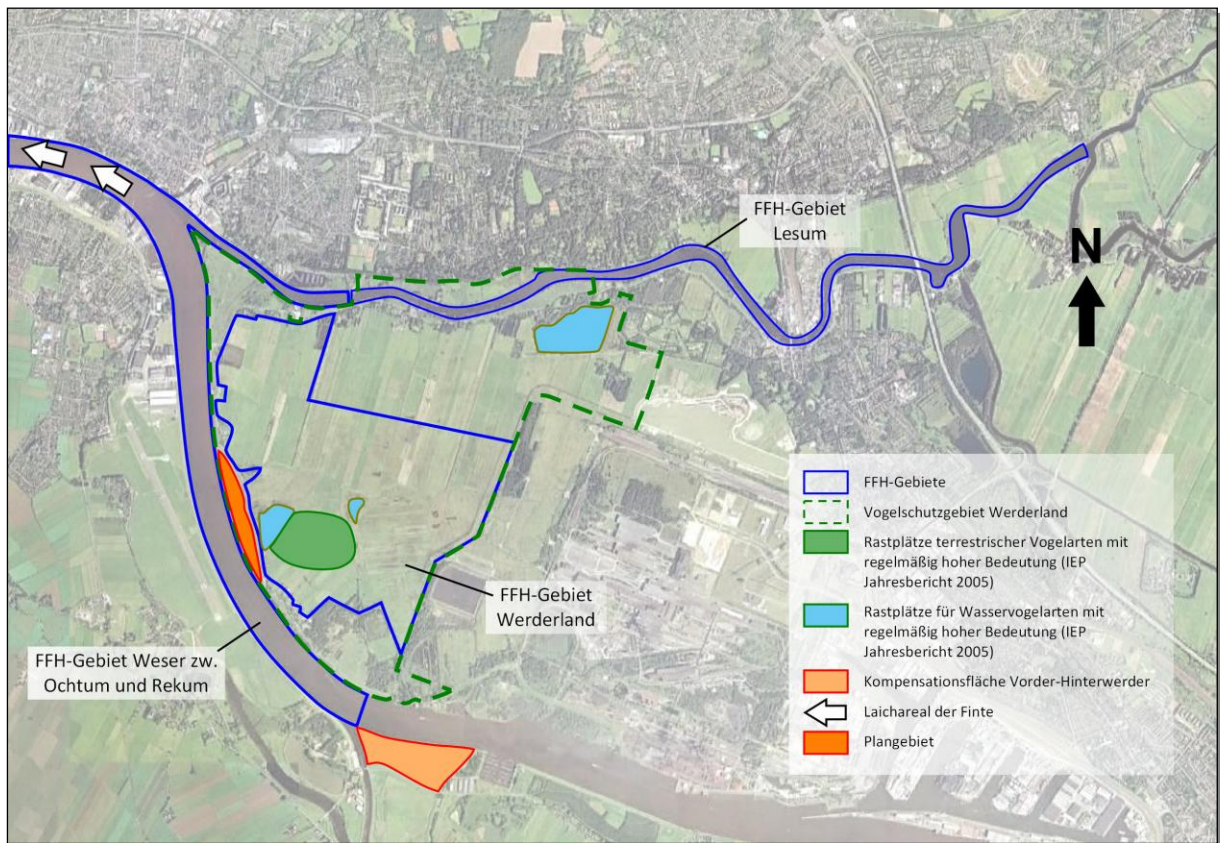 FFH-Gebiet
Lesum
N
FFH-Gebiete
Vogelschutzgebiet Werderland
Rastplätze terrestrischer Vogelarten mit
regelmäßig hoher Bedeutung (IEP
Jahresbericht 2005)
Rastplätze für Wasservogelarten mit
regelmäßig hoher Bedeutung (IEP
Jahresbericht 2005)
Kompensationsfläche Vorder-Hinterwerder
Laichareal der Finte
Plangebiet
FFH-Gebiet
Werderland
FFH-Gebiet Weser zw.
Ochtum und Rekum